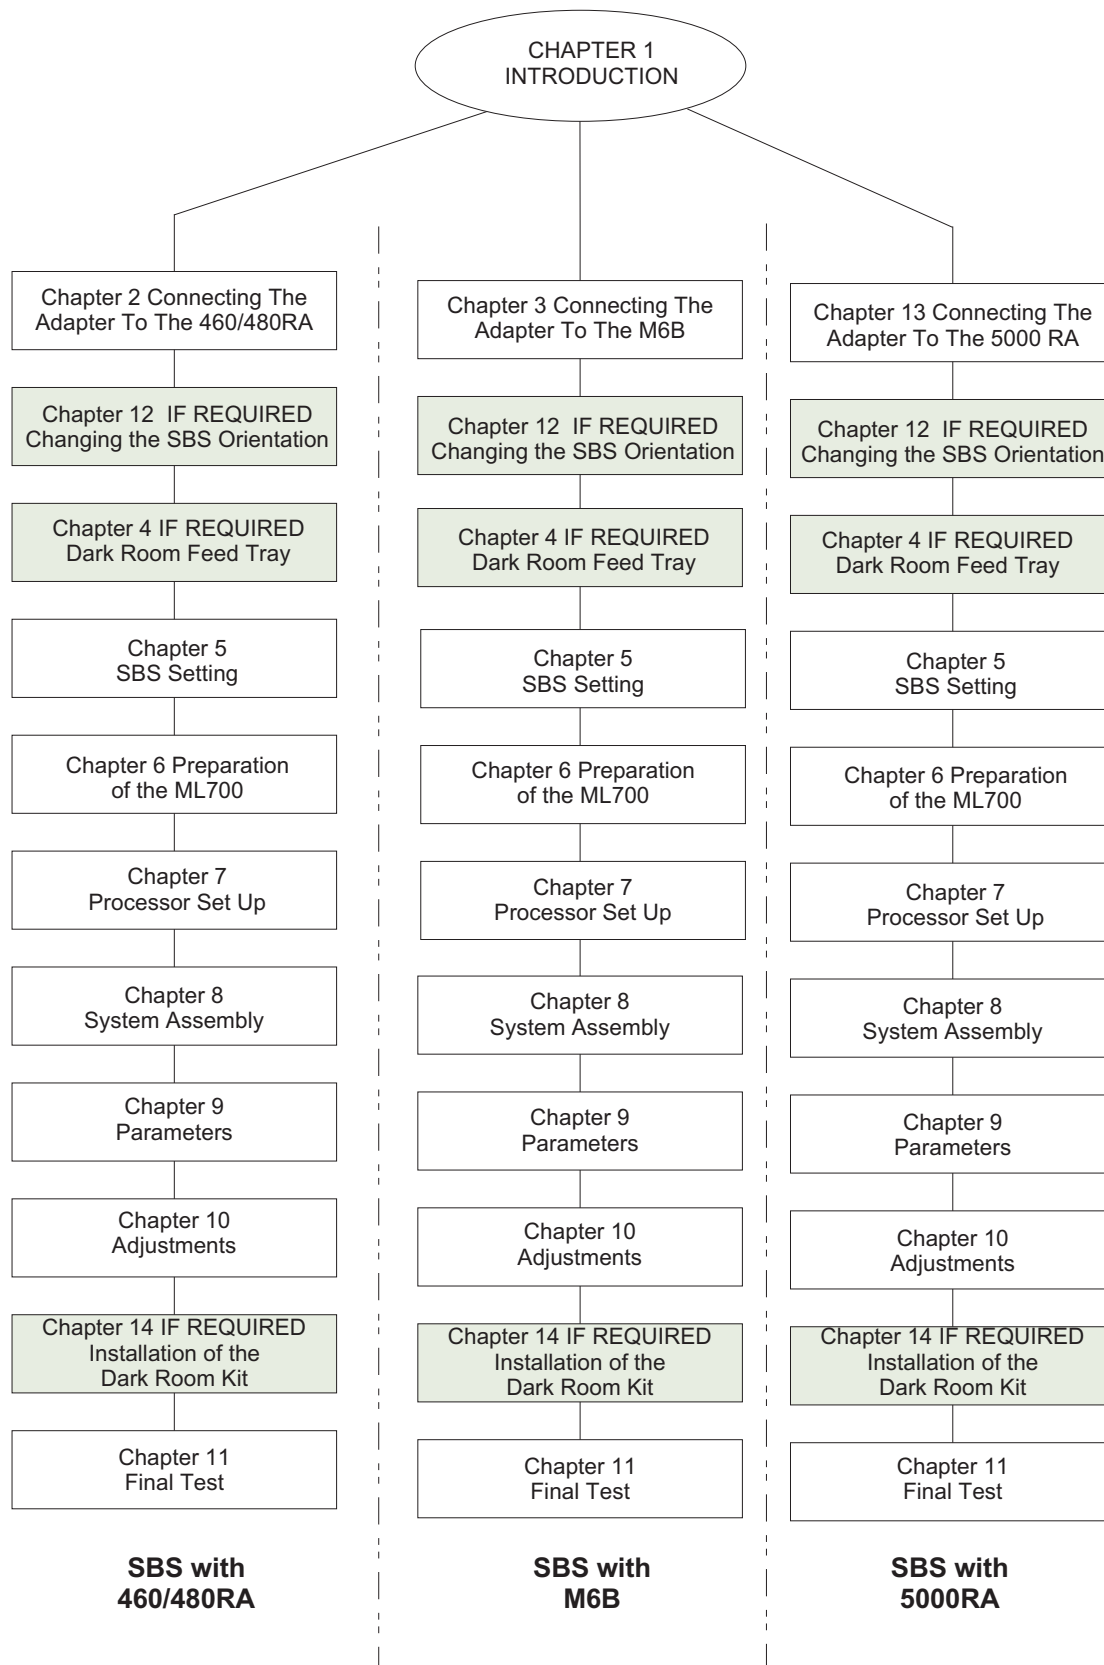 CHAPTER 1
INTRODUCTION
Chapter 2 Connecting The
Adapter To The 460/480RA
Chapter 12  IF REQUIRED
Changing the SBS Orientation
Chapter 4 IF REQUIRED
Dark Room Feed Tray
Chapter 5
SBS Setting
Chapter 6 Preparation
of the ML700
Chapter 7
Processor Set Up
Chapter 8
System Assembly
Chapter 9
Parameters
Chapter 10
Adjustments
Chapter 14 IF REQUIRED
Installation of the
Dark Room Kit
Chapter 11
Final Test
SBS with
460/480RA
Chapter 3 Connecting The
Adapter To The M6B
Chapter 12  IF REQUIRED
Changing the SBS Orientation
Chapter 4 IF REQUIRED
Dark Room Feed Tray
Chapter 5
SBS Setting
Chapter 6 Preparation
of the ML700
Chapter 7
Processor Set Up
Chapter 8
System Assembly
Chapter 9
Parameters
Chapter 10
Adjustments
Chapter 14 IF REQUIRED
Installation of the
Dark Room Kit
Chapter 11
Final Test
SBS with
M6B
Chapter 13 Connecting The
Adapter To The 5000 RA
Chapter 12  IF REQUIRED
Changing the SBS Orientation
Chapter 4 IF REQUIRED
Dark Room Feed Tray
Chapter 5
SBS Setting
Chapter 6 Preparation
of the ML700
Chapter 7
Processor Set Up
Chapter 8
System Assembly
Chapter 9
Parameters
Chapter 10
Adjustments
Chapter 14 IF REQUIRED
Installation of the
Dark Room Kit
Chapter 11
Final Test
SBS with
5000RA